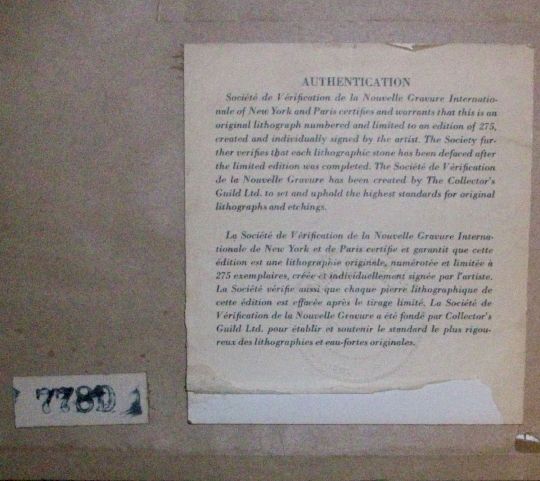 AUTHENTICATION
Société de Vérification de la Nouvelle Gravure Internatio-
nale of New York and Paris certifies and warrants that this is an
original lithograph numbered and limited to an edition of 275,
created and individually signed by the artist. The Society fur-
ther verifies that each lithographic stone has been defaced after
the limited edition was completed. The Société de Vérification
de la Nouvelle Gravure has been created by The Collector's
Guild Ltd. to set and uphold the highest standards for original
lithographs and etchings.
La Société de Vérification de la Nouvelle Gravure Interna-
tionale de New York et de Paris certifie et garantit que cette
édition est une lithographie originale, numérotée et limitée à
275 exemplaires, créée et individuellement signée par l'artiste.
La Société vérifie aussi que chaque pierre lithographique de
cette édition est effacée après le tirage limité. La Société de
Vérification de la Nouvelle Gravure a été fondé par Collector's
Guild Ltd. pour établir et soutenir le standard le plus rigou-
reux des lithographies et eau-fortes originales.
778D